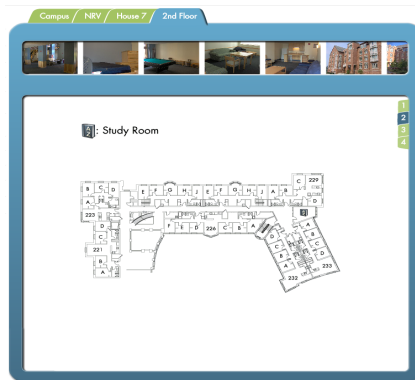 Campus / NRV / House 7 / 2nd Floor
1
2
3
4
A
Z : Study Room
C 229
B C D E F G H J E F G H J A B
A D
223 F E D 226 C B A
D A
C D B
221 C C
B B D
A A 233
232